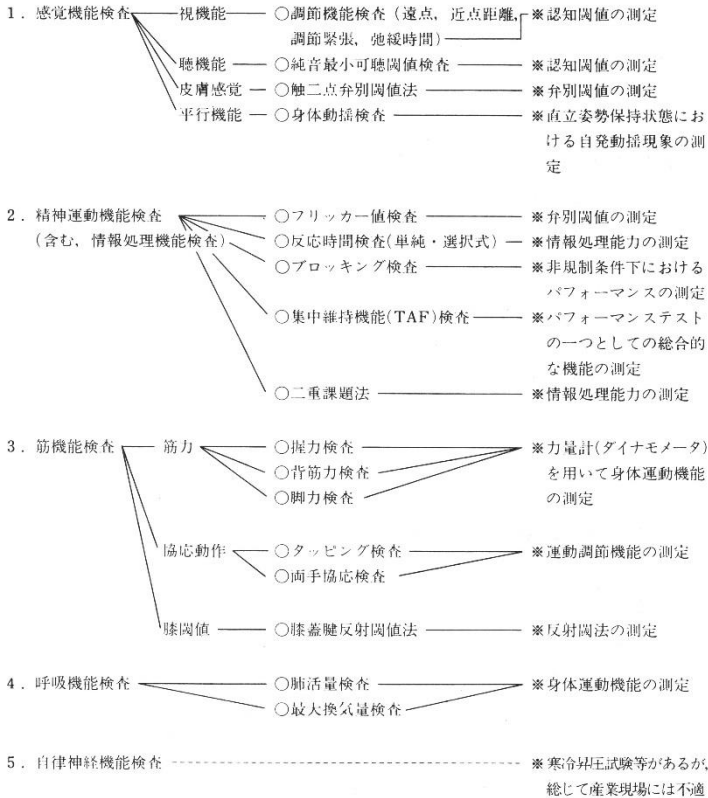 1．感覚機能検査 視機能 ○調節機能検査（遠点，近点距離， ※認知閾値の測定
調節緊張，弛緩時間）
聴機能 ○純音最小可聴閾値検査 ※認知閾値の測定
皮膚感覚 ○触二点弁別閾値法 ※弁別閾値の測定
平行機能 ○身体動揺検査 ※直立姿勢保持状態にお
ける自発動揺現象の測
定
2．精神運動機能検査 ○フリッカー値検査 ※弁別閾値の測定
（含む，情報処理機能検査） ○反応時間検査(単純・選択式) ※情報処理能力の測定
○ブロッキング検査 ※非規制条件下における
パフォーマンスの測定
○集中維持機能(TAF)検査 ※パフォーマンステスト
の一つとしての総合的
な機能の測定
○二重課題法 ※情報処理能力の測定
3．筋機能検査 筋力 ○握力検査 ※力量計(ダイナモメータ)
○背筋力検査 を用いて身体運動機能
○脚力検査 の測定
協応動作 ○タッピング検査 ※運動調節機能の測定
○両手協応検査
膝閾値 ○膝蓋腱反射閾値法 ※反射閾法の測定
4．呼吸機能検査 ○肺活量検査 ※身体運動機能の測定
○最大換気量検査
5．自律神経機能検査 ※寒冷昇圧試験等があるが，
総じて産業現場には不適